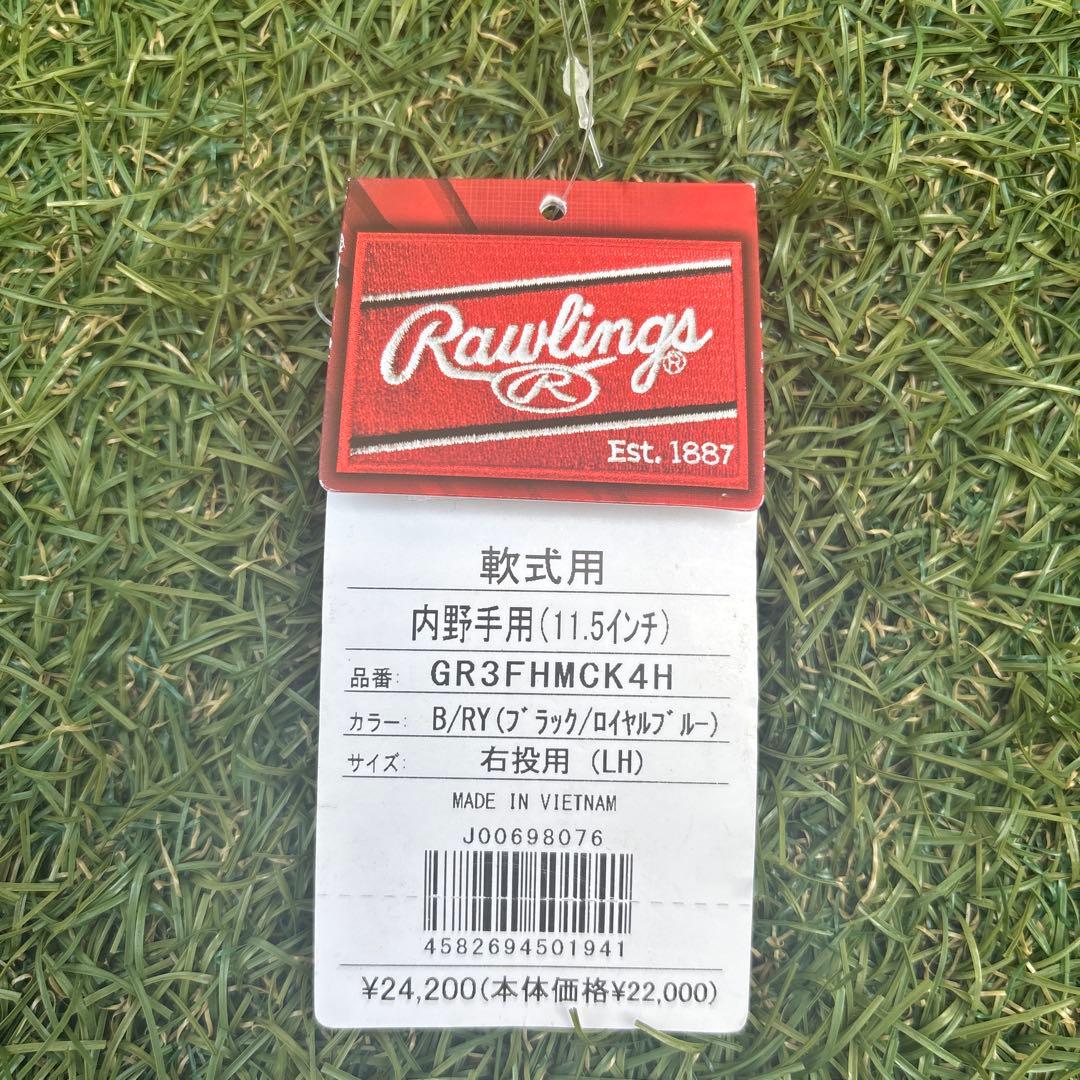 Rawlings®
R
Est. 1887
軟式用
内野手用(11.5インチ)
品番: GR3FHMCK4H
カラー: B/RY(ブラック/ロイヤルブルー)
サイズ: 右投用 (LH)
MADE IN VIETNAM
J00698076
4582694501941
¥24,200(本体価格¥22,000)